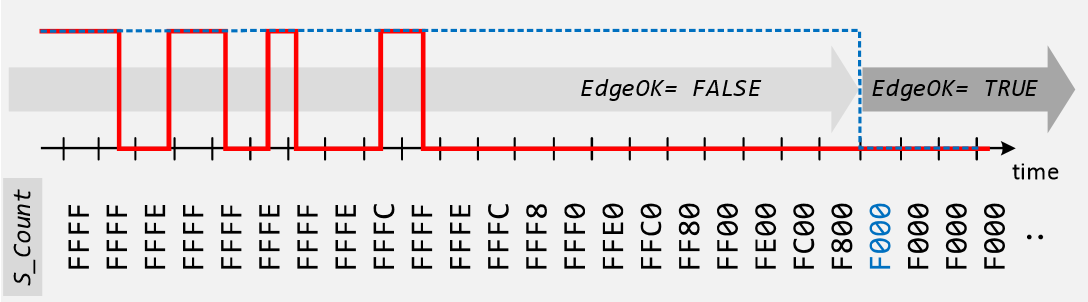 EdgeOK= FALSE
EdgeOK= TRUE
time
S_Count
FFFF
FFFF
FFFE
FFFF
FFFF
FFFE
FFFF
FFFE
FFFC
FFFF
FFFE
FFFC
FFF8
FFF0
FFE0
FFC0
FF80
FF00
FE00
FC00
F800
F000
F000
F000
F000
..